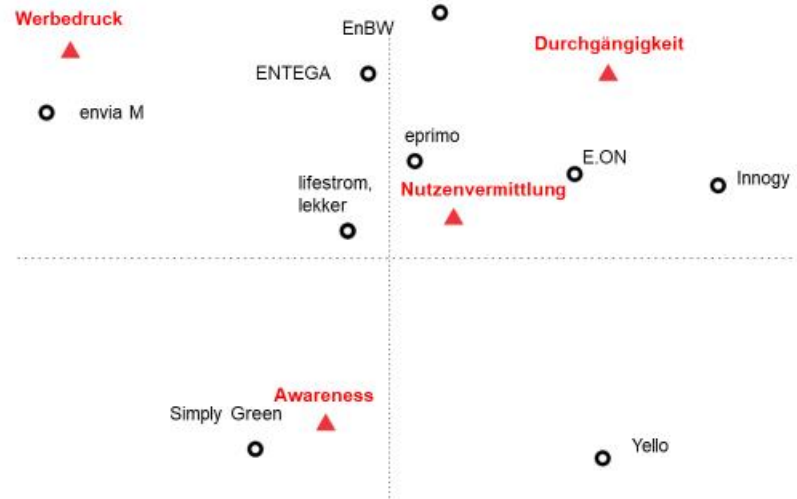 Werbedruck
EnBW
Durchgängigkeit
ENTEGA
envia M
eprimo
E.ON
Innogy
lifestrom,
lekker
Nutzenvermittlung
Awareness
Simply Green
Yello